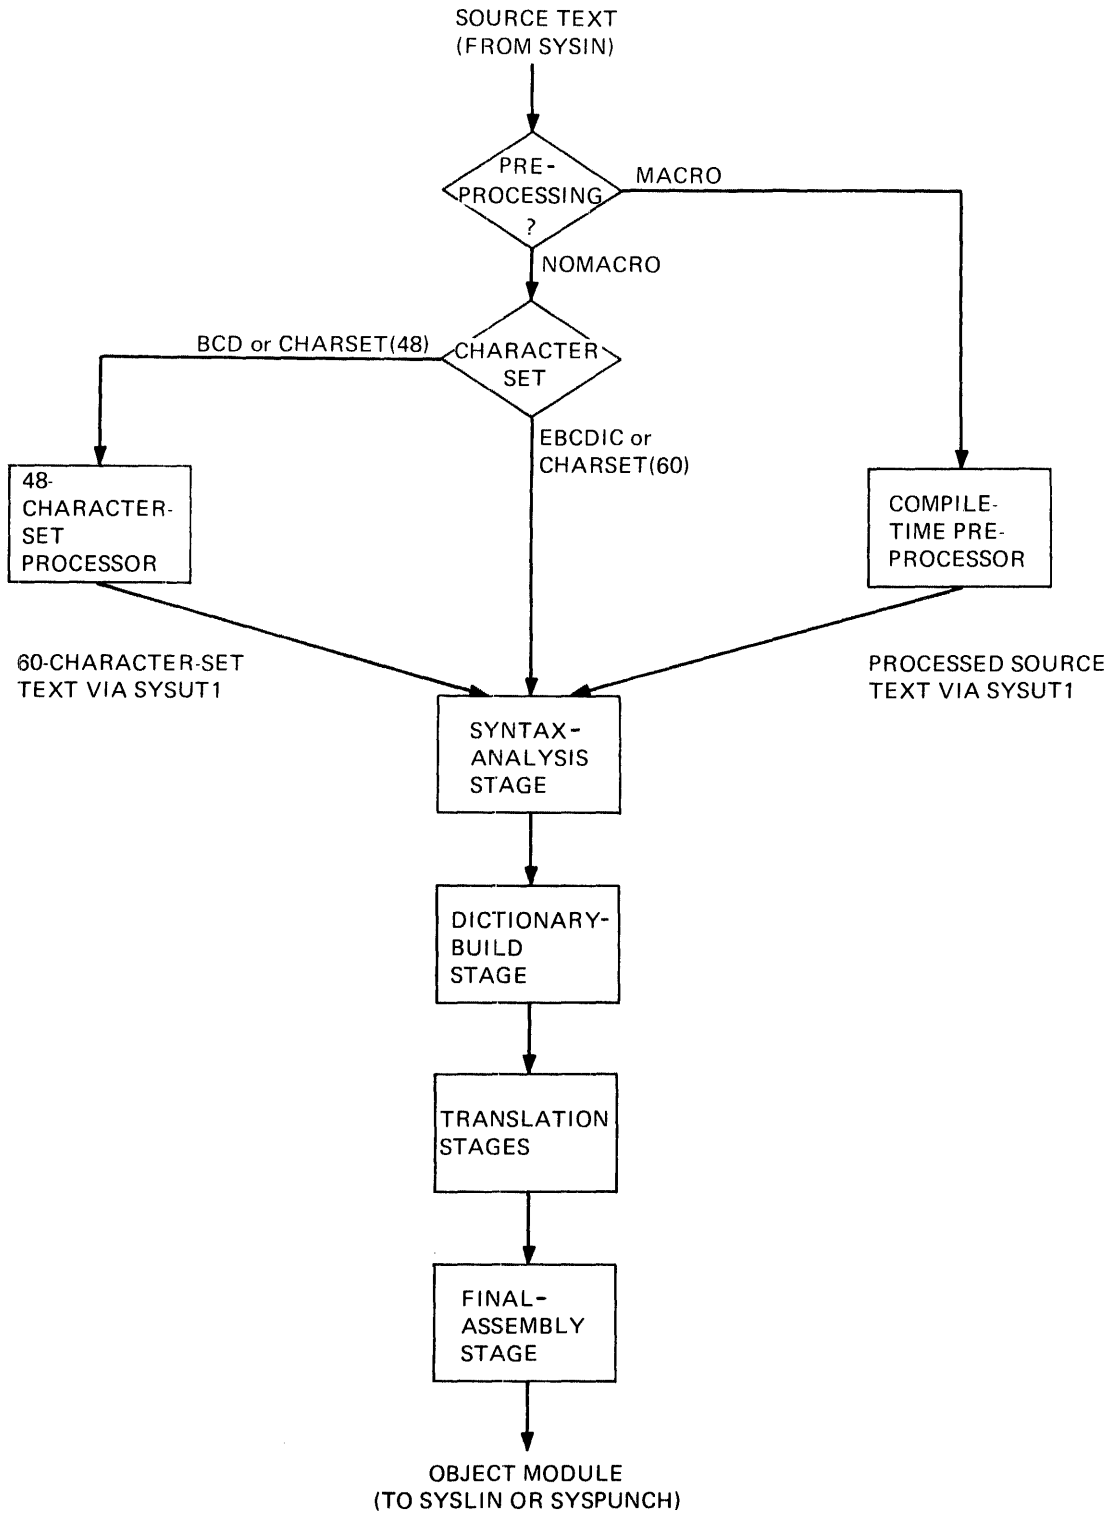 SOURCE TEXT
(FROM SYSIN)
PRE-
PROCESSING
?
MACRO
NOMACRO
BCD or CHARSET(48)
CHARACTER
SET
EBCDIC or
CHARSET(60)
48-
CHARACTER-
SET
PROCESSOR
COMPILE-
TIME PRE-
PROCESSOR
60-CHARACTER-SET
TEXT VIA SYSUT1
PROCESSED SOURCE
TEXT VIA SYSUT1
SYNTAX-
ANALYSIS
STAGE
DICTIONARY-
BUILD
STAGE
TRANSLATION
STAGES
FINAL-
ASSEMBLY
STAGE
OBJECT MODULE
(TO SYSLIN OR SYSPUNCH)